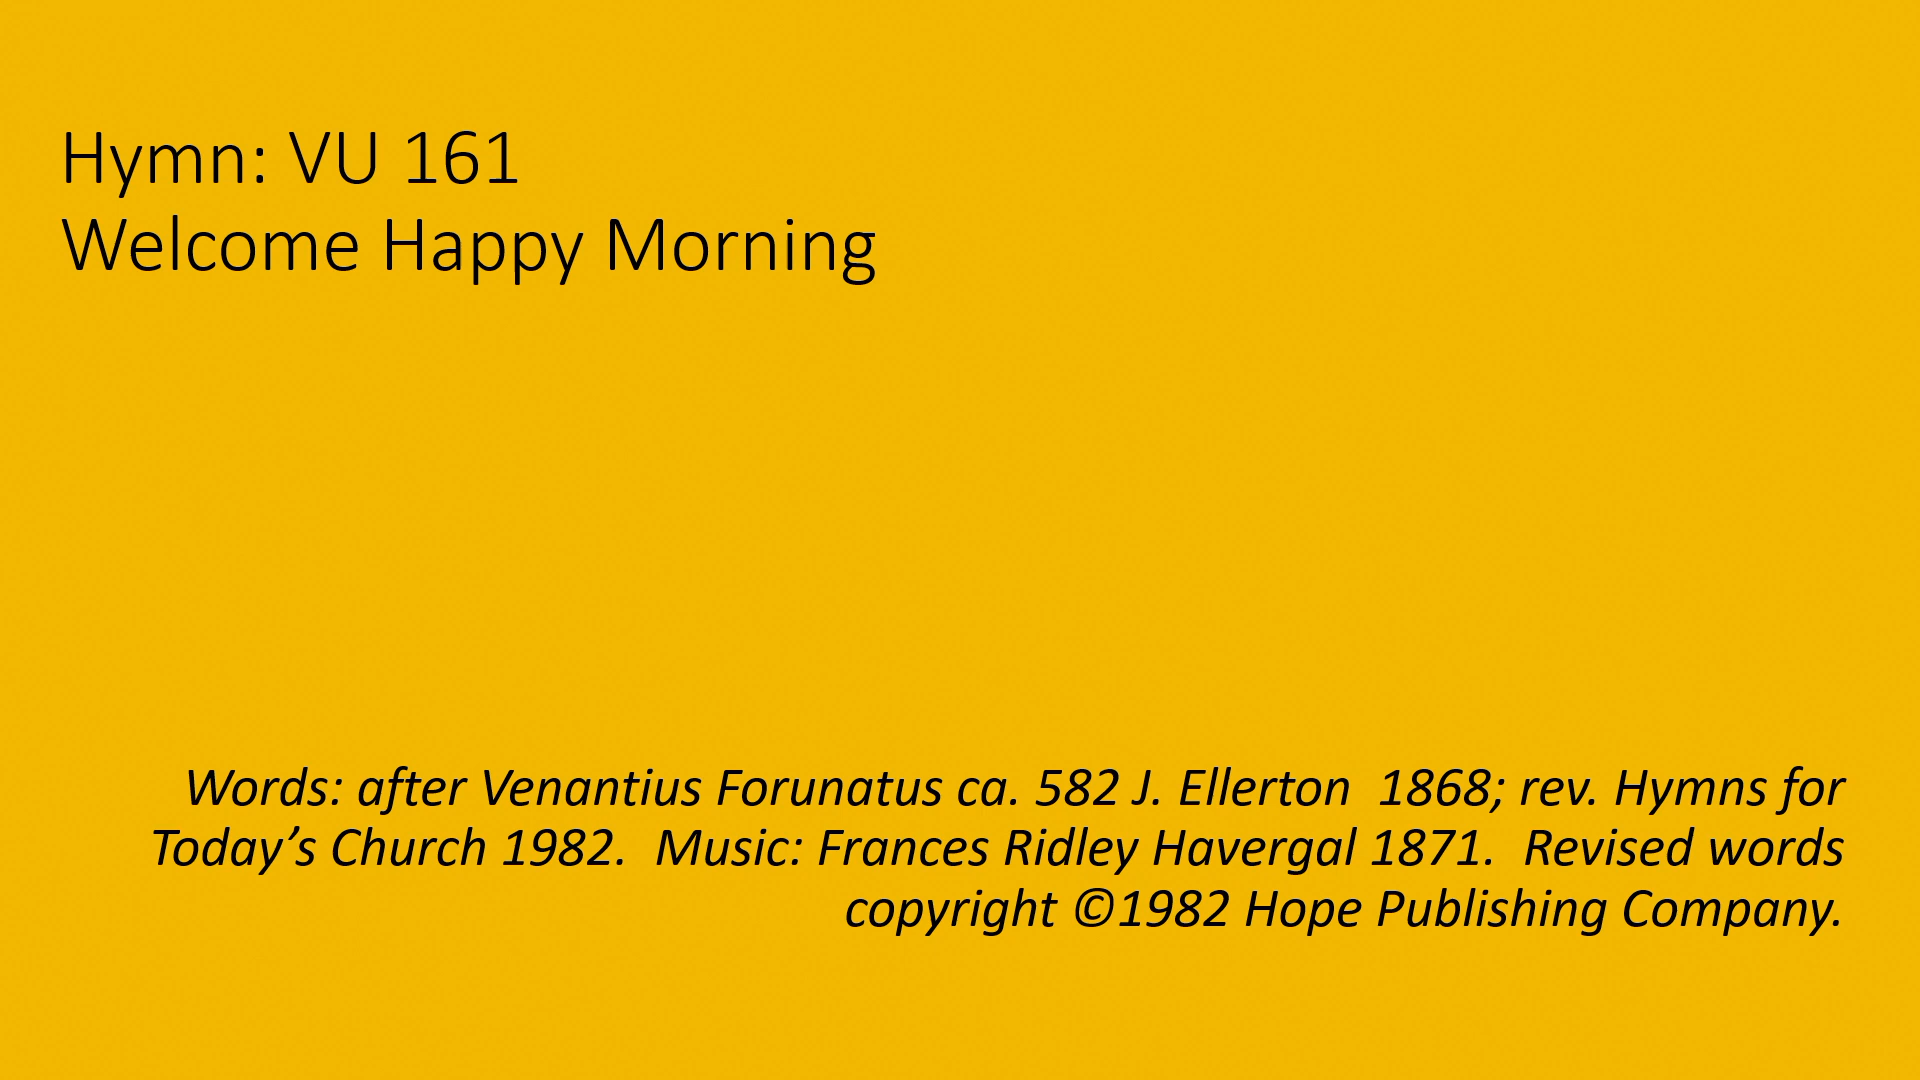 Hymn: VU 161
Welcome Happy Morning
Words: after Venantius Forunatus ca. 582 J. Ellerton  1868; rev. Hymns for
Today’s Church 1982.  Music: Frances Ridley Havergal 1871.  Revised words
copyright ©1982 Hope Publishing Company.